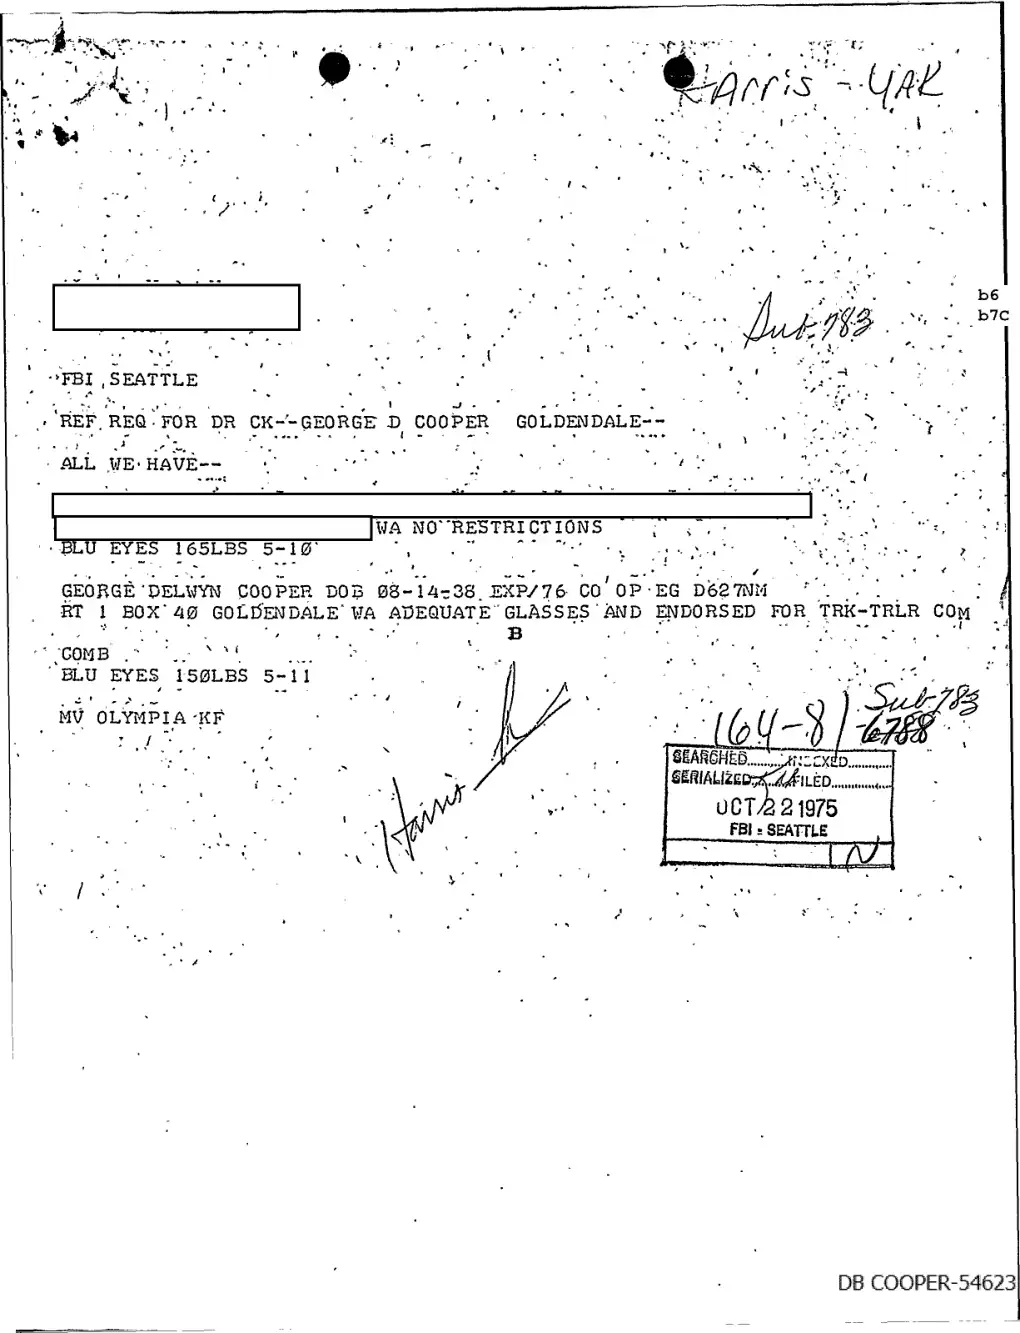 Harris - YAK
b6
b7C
Sub 783
FBI, SEATTLE
REF REQ FOR DR CK--GEORGE D COOPER GOLDENDALE--
ALL WE HAVE--
WA NO RESTRICTIONS
BLU EYES 165LBS 5-10
GEORGE DELWYN COOPER DOB 08-14-38 EXP/76 CO OP EG D627NM
RT 1 BOX 40 GOLDENDALE WA ADEQUATE GLASSES AND ENDORSED FOR TRK-TRLR COM
B
COMB
BLU EYES 150LBS 5-11
MV OLYMPIA KF
Sub 783
164-81-6788
SEARCHED INDEXED
SERIALIZED FILED
OCT 22 1975
FBI - SEATTLE
N
Harris
DB COOPER-54623